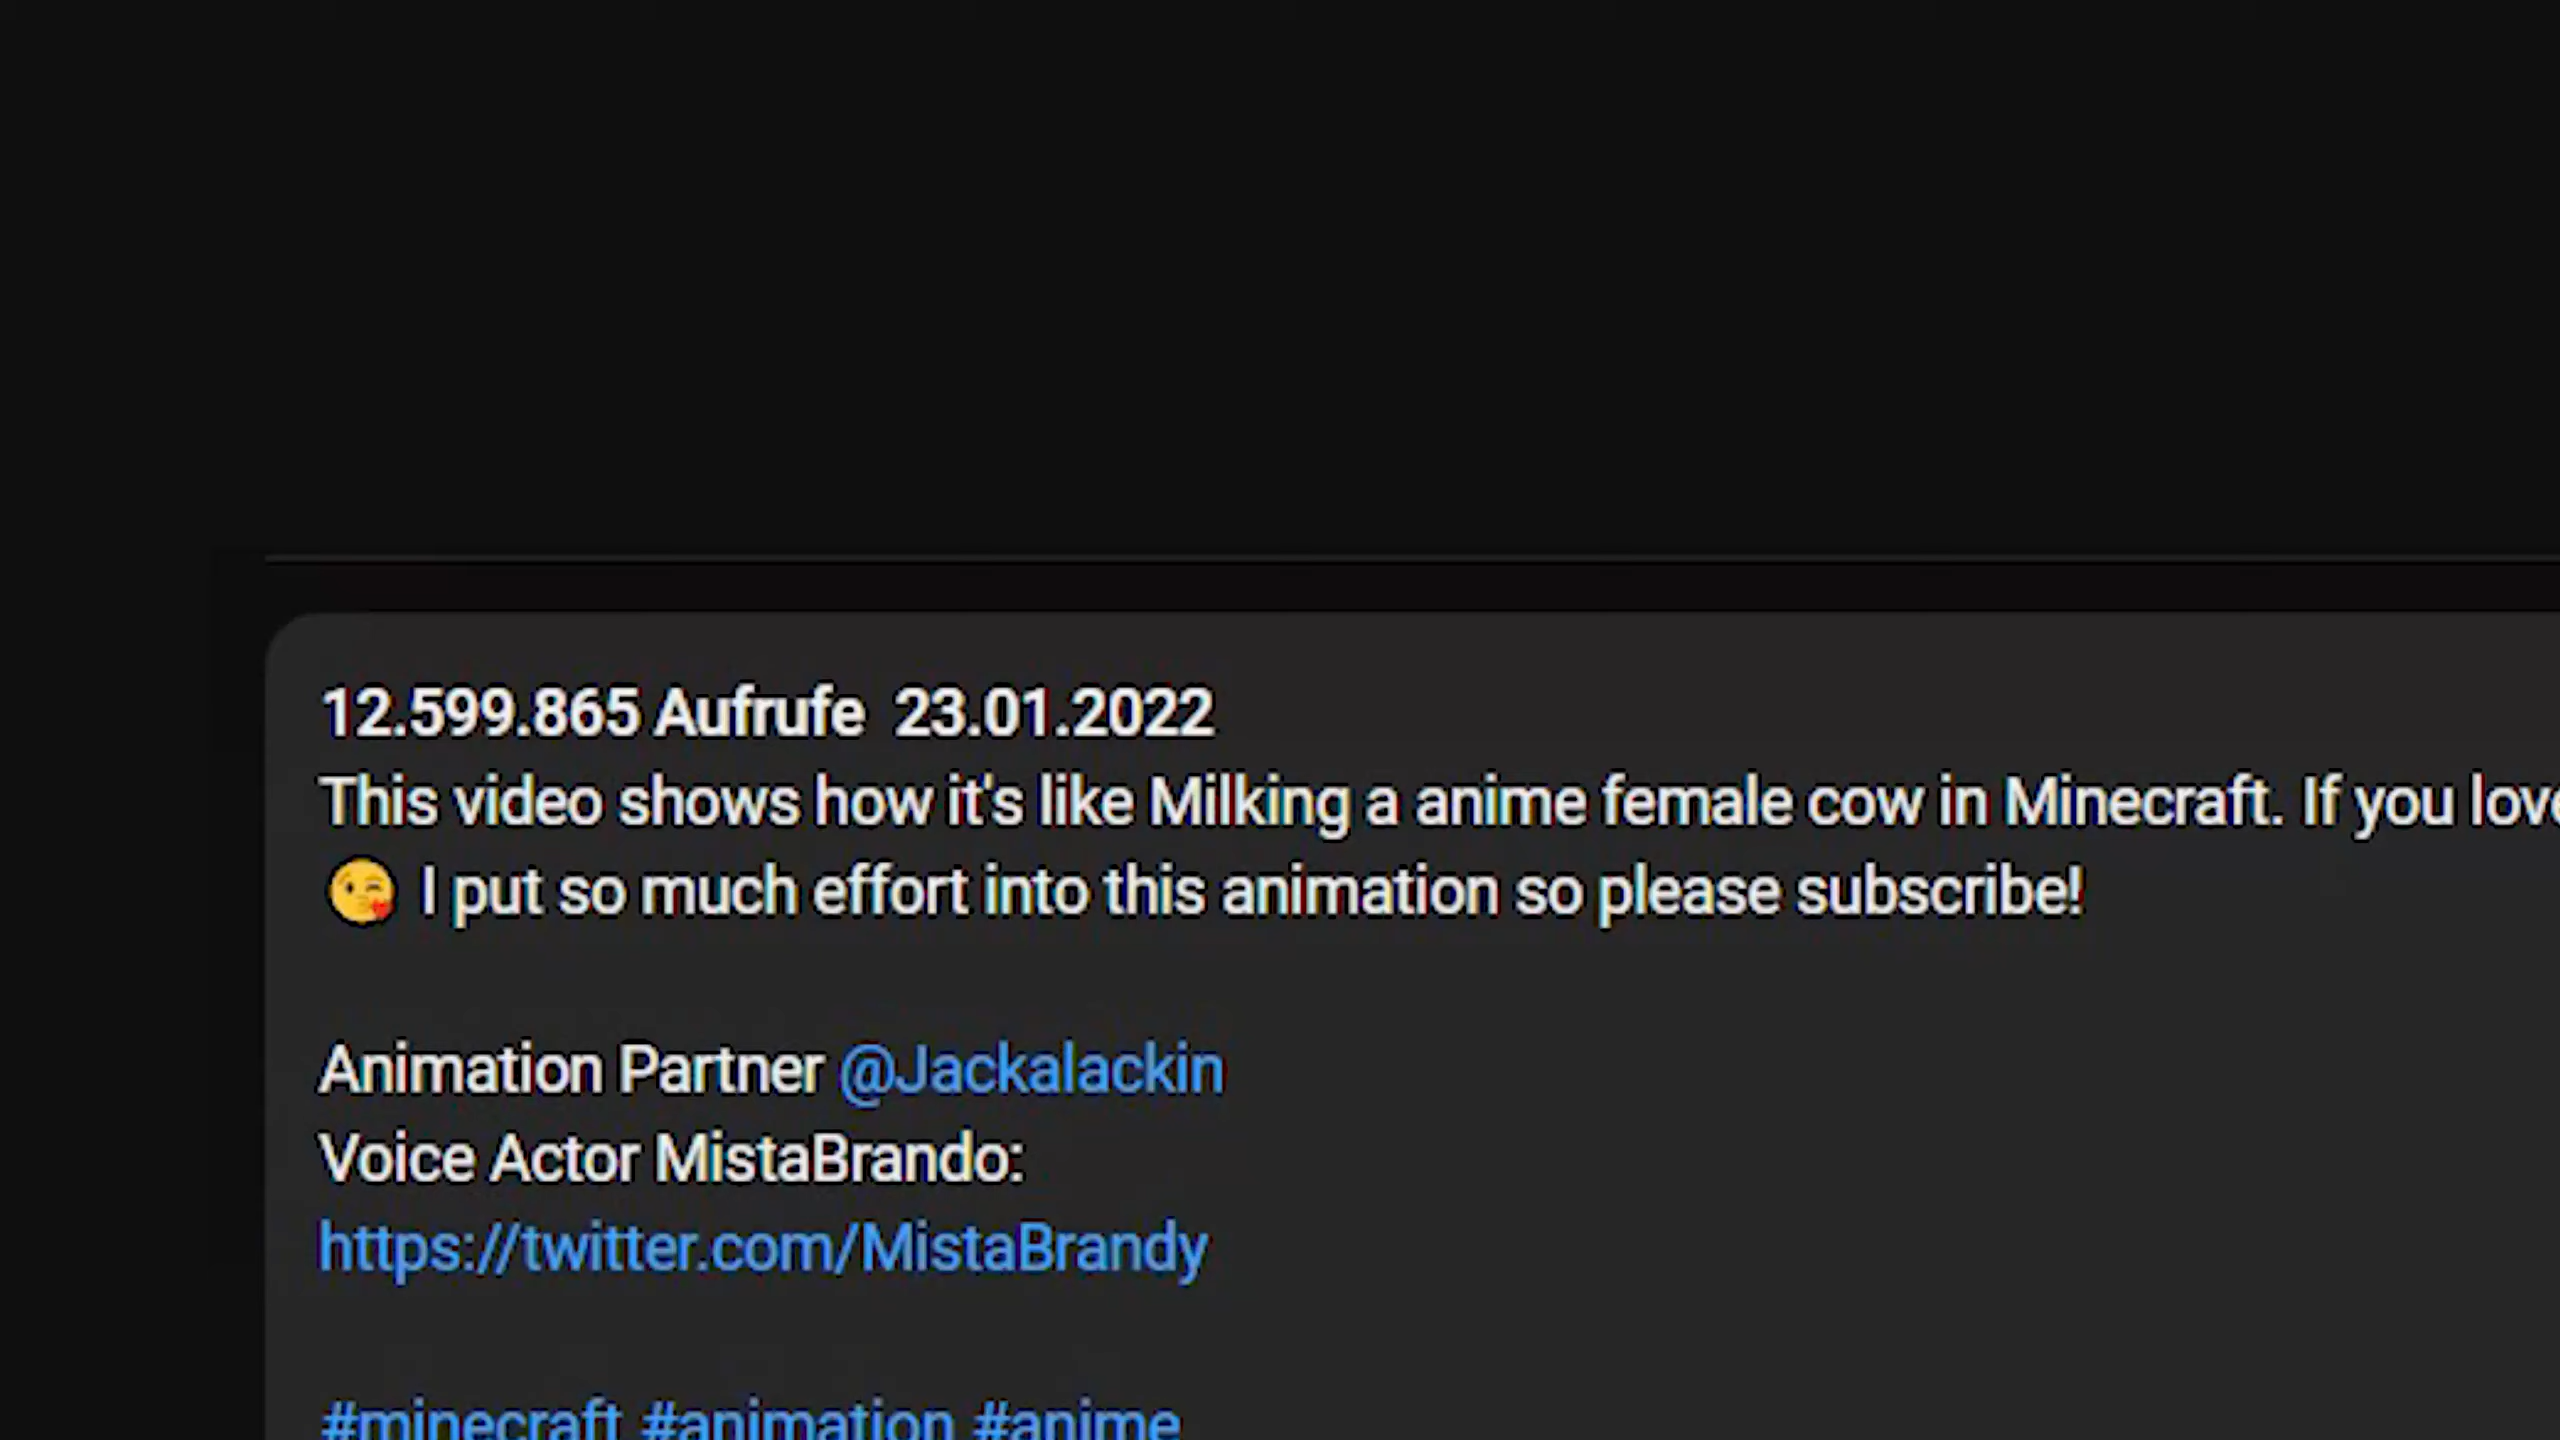 12.599.865 Aufrufe 23.01.2022
This video shows how it's like Milking a anime female cow in Minecraft. If you love
😘 I put so much effort into this animation so please subscribe!
Animation Partner @Jackalackin
Voice Actor MistaBrando:
https://twitter.com/MistaBrandy
#minecraft #animation #anime